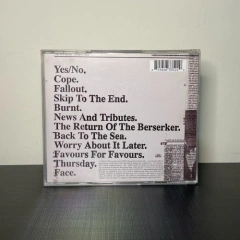 Yes/No.
Cope.
Fallout.
Skip To The End.
Burnt.
News And Tributes.
The Return Of The Berserker.
Back To The Sea.
Worry About It Later.
Favours For Favours.
Thursday.
Face.